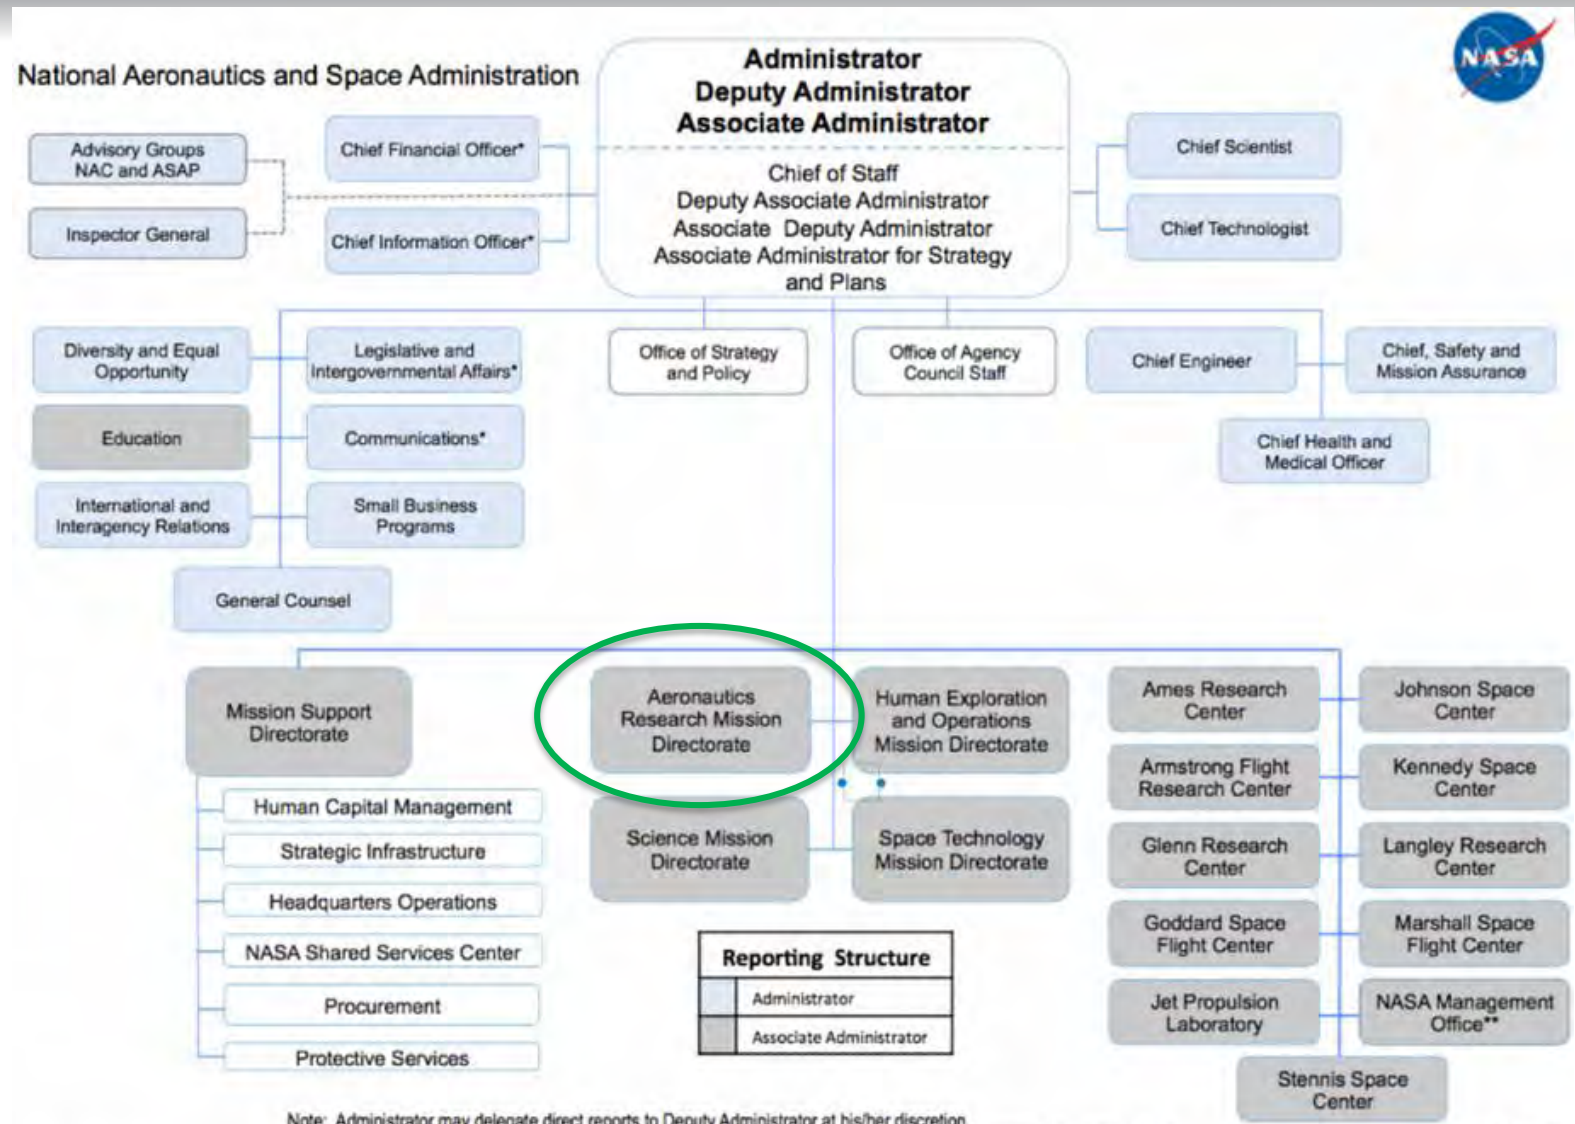 National Aeronautics and Space Administration
Administrator
Deputy Administrator
Associate Administrator
Chief of Staff
Deputy Associate Administrator
Associate Deputy Administrator
Associate Administrator for Strategy
and Plans
NASA
Advisory Groups
NAC and ASAP
Inspector General
Chief Financial Officer*
Chief Information Officer*
Chief Scientist
Chief Technologist
Diversity and Equal
Opportunity
Legislative and
Intergovernmental Affairs*
Education
Communications*
International and
Interagency Relations
Small Business
Programs
General Counsel
Office of Strategy
and Policy
Office of Agency
Council Staff
Chief Engineer
Chief, Safety and
Mission Assurance
Chief Health and
Medical Officer
Mission Support
Directorate
Human Capital Management
Strategic Infrastructure
Headquarters Operations
NASA Shared Services Center
Procurement
Protective Services
Aeronautics
Research Mission
Directorate
Human Exploration
and Operations
Mission Directorate
Science Mission
Directorate
Space Technology
Mission Directorate
Reporting Structure
Administrator
Associate Administrator
Ames Research
Center
Johnson Space
Center
Armstrong Flight
Research Center
Kennedy Space
Center
Glenn Research
Center
Langley Research
Center
Goddard Space
Flight Center
Marshall Space
Flight Center
Jet Propulsion
Laboratory
NASA Management
Office**
Stennis Space
Center
Note: Administrator may delegate direct reports to Deputy Administrator at his/her discretion